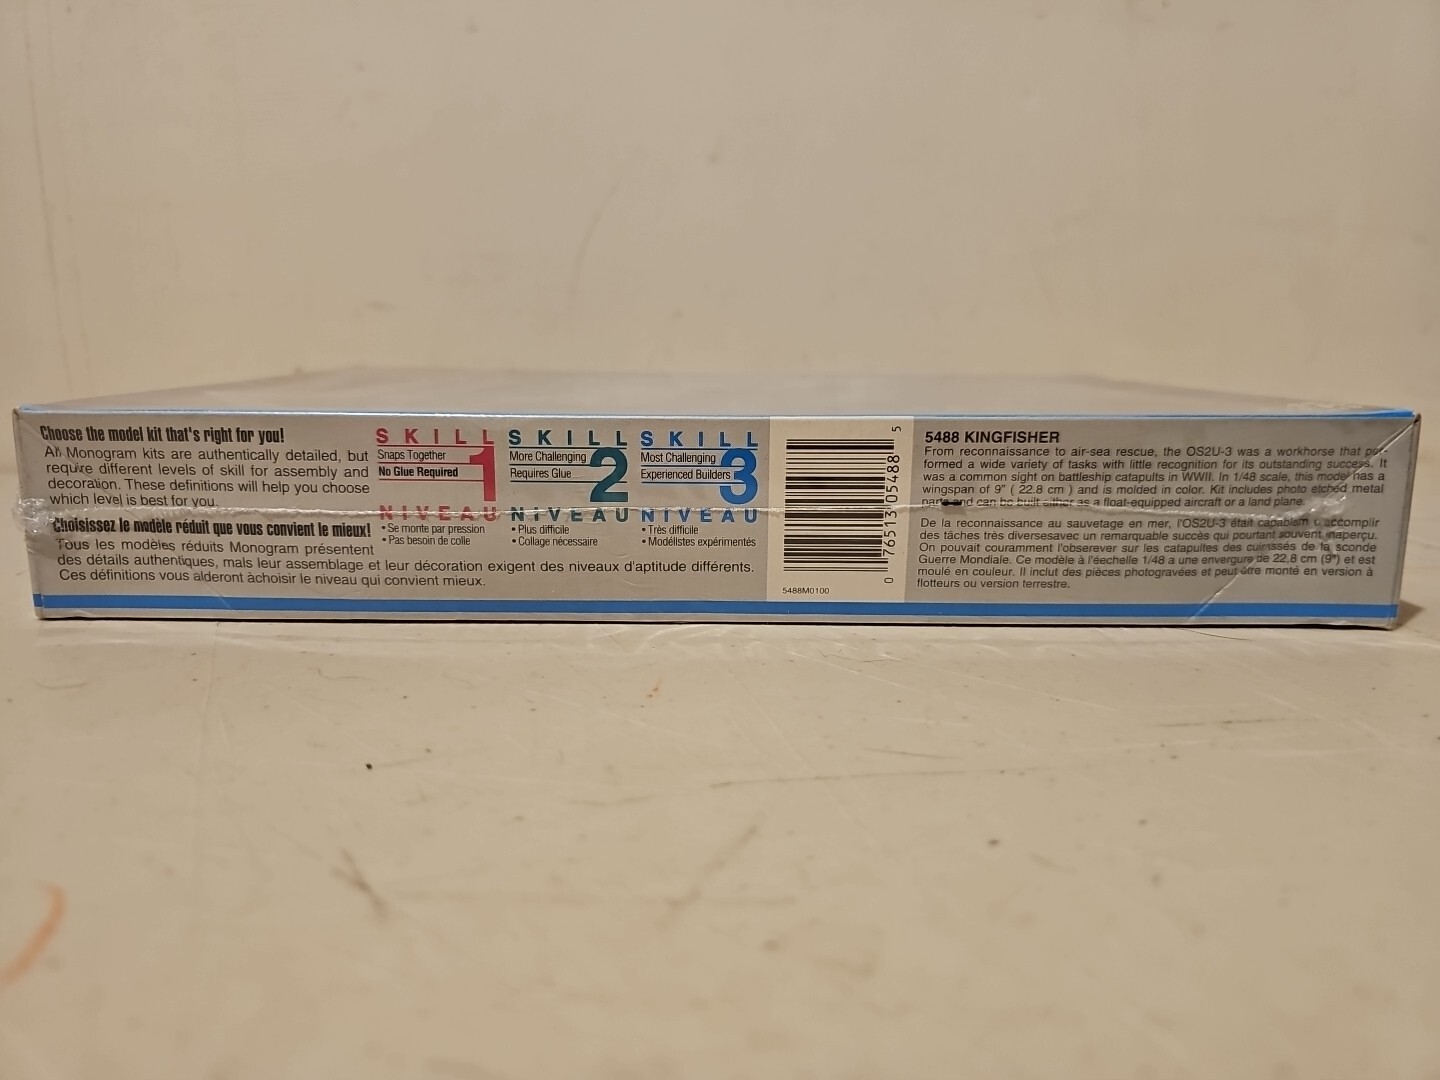 Choose the model kit that's right for you!
All Monogram kits are authentically detailed, but
require different levels of skill for assembly and
decoration. These definitions will help you choose
which level is best for you.
Choisissez le modèle réduit que vous convient le mieux!
Tous les modèles réduits Monogram présentent
des détails authentiques, mais leur assemblage et leur décoration exigent des niveaux d'aptitude différents.
Ces définitions vous alderont àchoisir le niveau qui convient mieux.
SKILL 1
Snaps Together
No Glue Required
NIVEAU
• Se monte par pression
• Pas besoin de colle
SKILL 2
More Challenging
Requires Glue
NIVEAU
• Plus difficile
• Collage nécessaire
SKILL 3
Most Challenging
Experienced Builders
NIVEAU
• Très difficile
• Modélistes expérimentés
0 76513 05488 5
5488M0100
5488 KINGFISHER
From reconnaissance to air-sea rescue, the OS2U-3 was a workhorse that per-
formed a wide variety of tasks with little recognition for its outstanding success. It
was a common sight on battleship catapults in WWII. In 1/48 scale, this model has a
wingspan of 9" ( 22.8 cm ) and is molded in color. Kit includes photo etched metal
parts and can be built either as a float-equipped aircraft or a land plane.
De la reconnaissance au sauvetage en mer, l'OS2U-3 était accomplir
des tâches très diversesavec un remarquable succès qui pourtant souvent inaperçu.
On pouvait couramment l'obserever sur les catapultes des cuirassés de la sconde
Guerre Mondiale. Ce modèle à l'éechelle 1/48 a une envergure de 22,8 cm (9") et est
moulé en couleur. Il inclut des pièces photogravées et peut être monté en version à
flotteurs ou version terrestre.